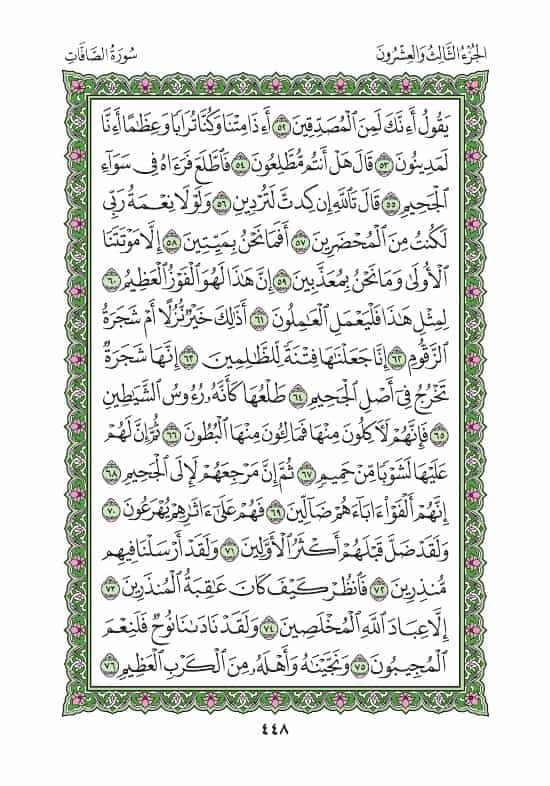 الجُزْءُ الثَّالِثُ وَالعِشْرُونَ
سُورَةُ الصَّافَّاتِ
يَقُولُ أَءِنَّكَ لَمِنَ ٱلْمُصَدِّقِينَ ٥٢ أَءِذَا مِتْنَا وَكُنَّا تُرَابًا وَعِظَٰمًا أَءِنَّا
لَمَدِينُونَ ٥٣ قَالَ هَلْ أَنتُم مُّطَّلِعُونَ ٥٤ فَٱطَّلَعَ فَرَءَاهُ فِى سَوَآءِ
ٱلْجَحِيمِ ٥٥ قَالَ تَٱللَّهِ إِن كِدتَّ لَتُرْدِينِ ٥٦ وَلَوْلَا نِعْمَةُ رَبِّى
لَكُنتُ مِنَ ٱلْمُحْضَرِينَ ٥٧ أَفَمَا نَحْنُ بِمَيِّتِينَ ٥٨ إِلَّا مَوْتَتَنَا
ٱلْأُولَىٰ وَمَا نَحْنُ بِمُعَذَّبِينَ ٥٩ إِنَّ هَٰذَا لَهُوَ ٱلْفَوْزُ ٱلْعَظِيمُ ٦٠
لِمِثْلِ هَٰذَا فَلْيَعْمَلِ ٱلْعَٰمِلُونَ ٦١ أَذَٰلِكَ خَيْرٌ نُّزُلًا أَمْ شَجَرَةُ
ٱلزَّقُّومِ ٦٢ إِنَّا جَعَلْنَٰهَا فِتْنَةً لِّلظَّٰلِمِينَ ٦٣ إِنَّهَا شَجَرَةٌ
تَخْرُجُ فِىٓ أَصْلِ ٱلْجَحِيمِ ٦٤ طَلْعُهَا كَأَنَّهُۥ رُءُوسُ ٱلشَّيَٰطِينِ
٦٥ فَإِنَّهُمْ لَءَاكِلُونَ مِنْهَا فَمَالِـُٔونَ مِنْهَا ٱلْبُطُونَ ٦٦ ثُمَّ إِنَّ لَهُمْ
عَلَيْهَا لَشَوْبًا مِّنْ حَمِيمٍ ٦٧ ثُمَّ إِنَّ مَرْجِعَهُمْ لَإِلَى ٱلْجَحِيمِ ٦٨
إِنَّهُمْ أَلْفَوْا۟ ءَابَآءَهُمْ ضَآلِّينَ ٦٩ فَهُمْ عَلَىٰٓ ءَاثَٰرِهِمْ يُهْرَعُونَ ٧٠
وَلَقَدْ ضَلَّ قَبْلَهُمْ أَكْثَرُ ٱلْأَوَّلِينَ ٧١ وَلَقَدْ أَرْسَلْنَا فِيهِم
مُّنذِرِينَ ٧٢ فَٱنظُرْ كَيْفَ كَانَ عَٰقِبَةُ ٱلْمُنذَرِينَ ٧٣
إِلَّا عِبَادَ ٱللَّهِ ٱلْمُخْلَصِينَ ٧٤ وَلَقَدْ نَادَىٰنَا نُوحٌ فَلَنِعْمَ
ٱلْمُجِيبُونَ ٧٥ وَنَجَّيْنَٰهُ وَأَهْلَهُۥ مِنَ ٱلْكَرْبِ ٱلْعَظِيمِ ٧٦
٤٤٨